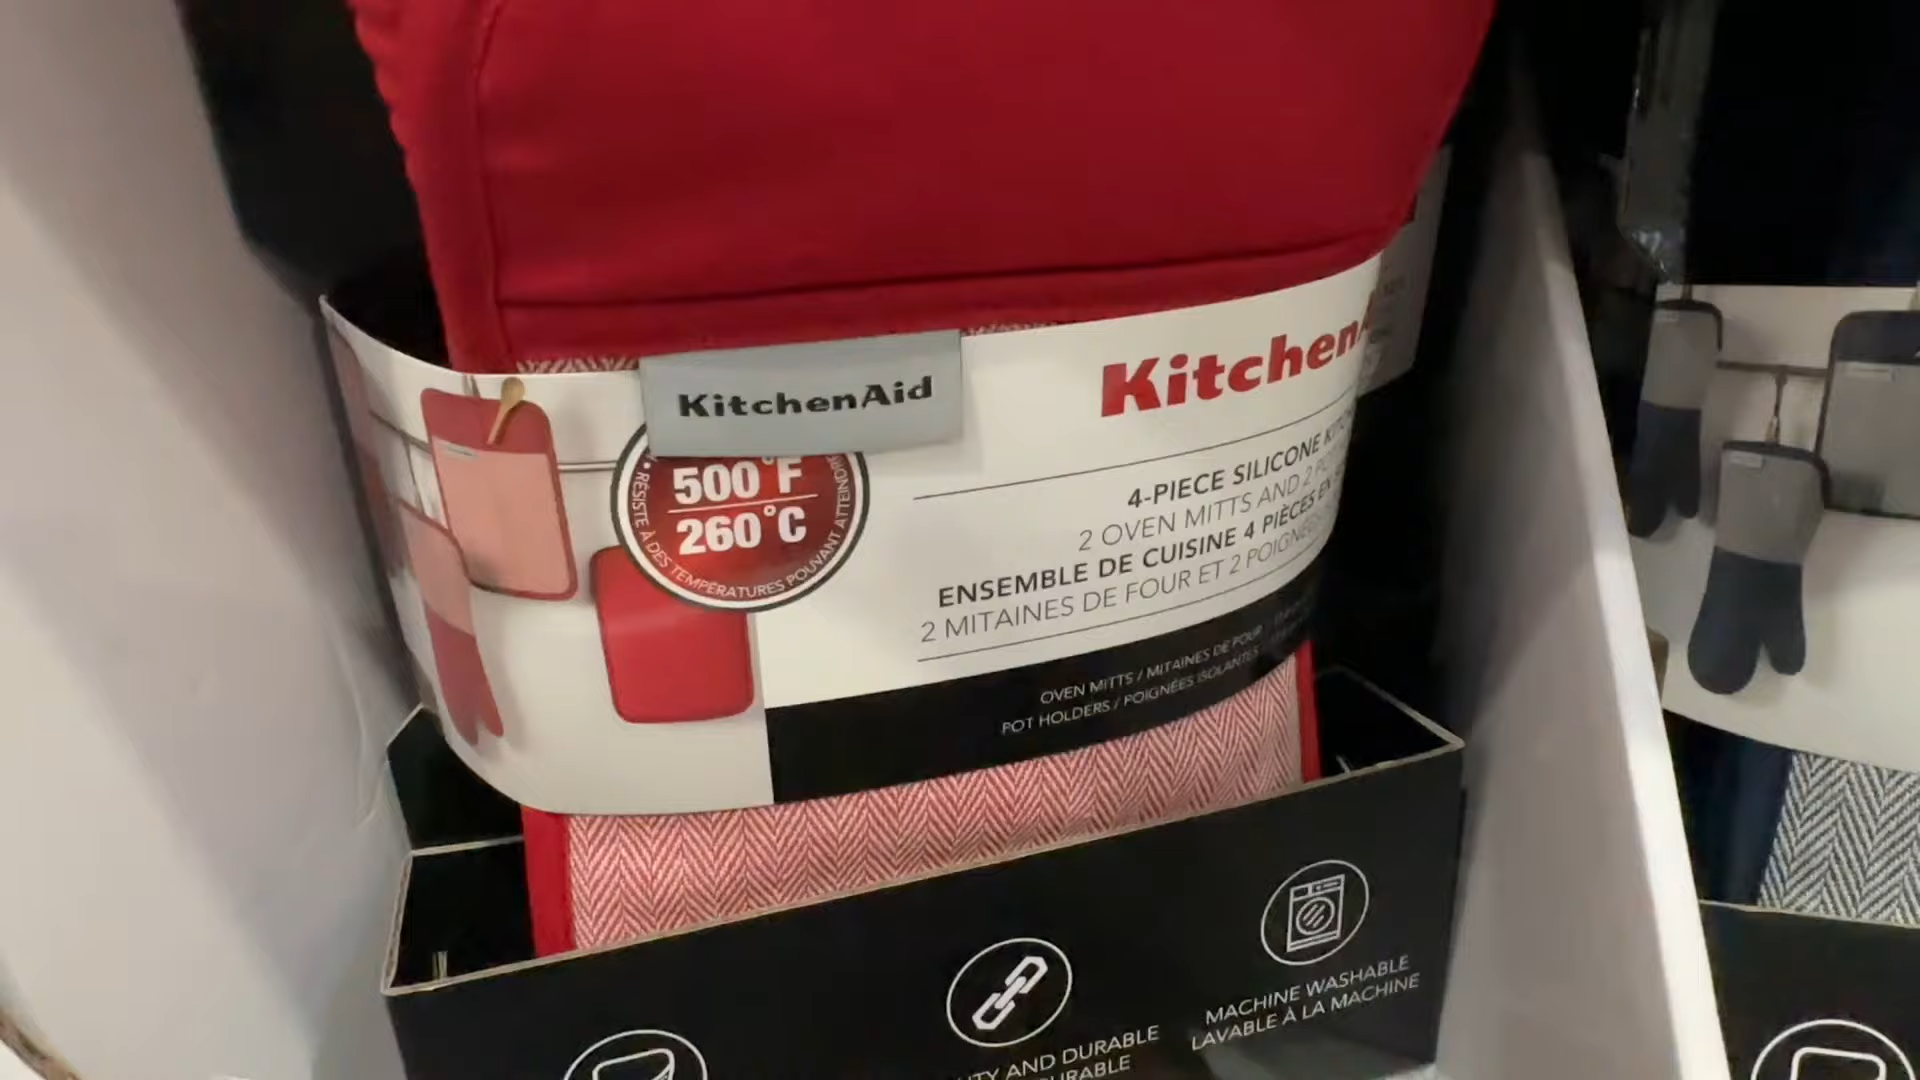 KitchenAid
Kitchen
500°F
260°C
• RÉSISTE À DES TEMPÉRATURES POUVANT ATTEINDRE
4-PIECE SILICONE
2 OVEN MITTS AND 2
ENSEMBLE DE CUISINE 4 PIÈCES EN
2 MITAINES DE FOUR ET 2
OVEN MITTS / MITAINES DE FOUR
POT HOLDERS / POIGNÉES ISOLANTES
AND DURABLE
MACHINE WASHABLE
LAVABLE À LA MACHINE